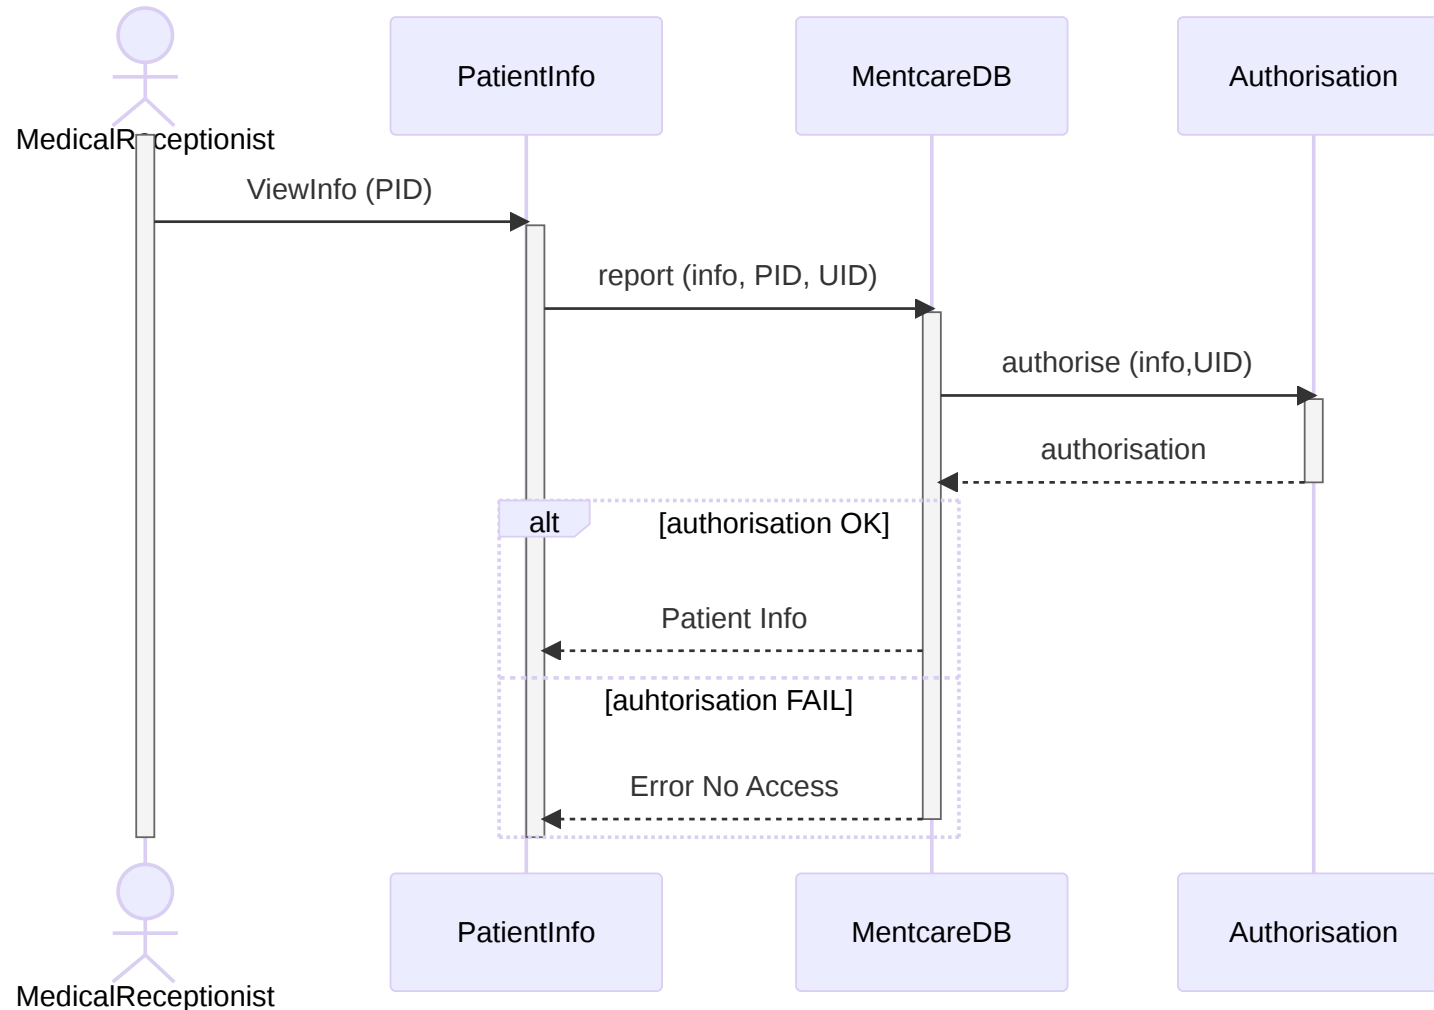 PatientInfo
MentcareDB
Authorisation
MedicalReceptionist
ViewInfo (PID)
report (info, PID, UID)
authorise (info,UID)
authorisation
alt
[authorisation OK]
Patient Info
[auhtorisation FAIL]
Error No Access
PatientInfo
MentcareDB
Authorisation
MedicalReceptionist